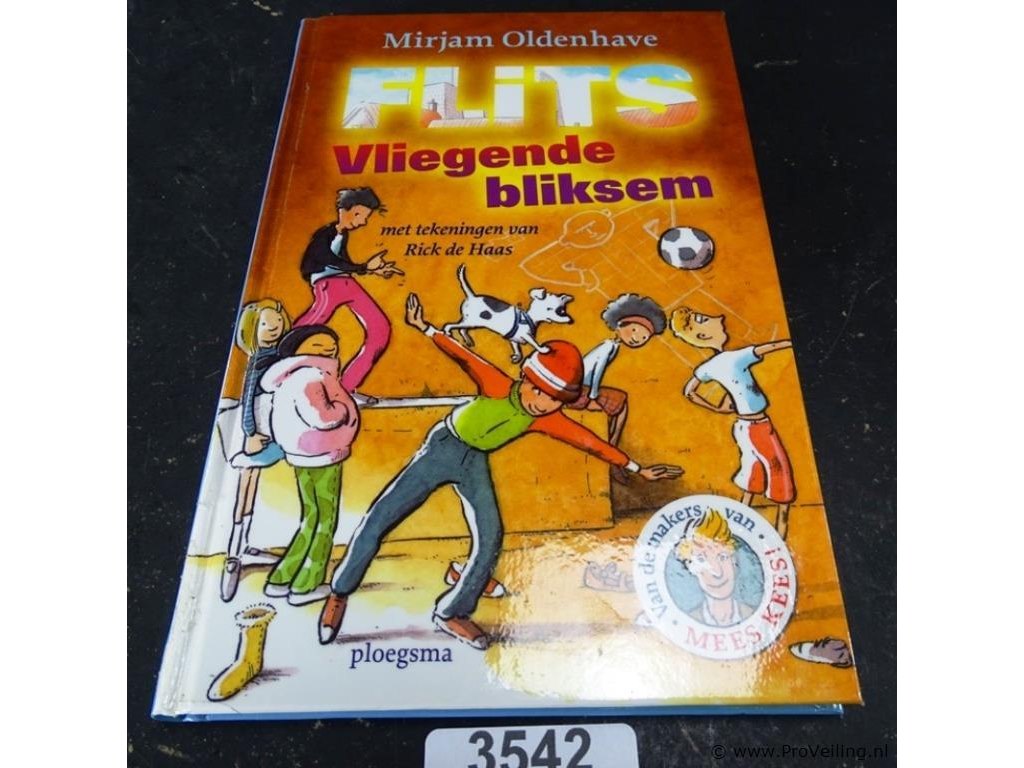 Mirjam Oldenhave
FLiTS
Vliegende
bliksem
met tekeningen van
Rick de Haas
van de makers van
MEES KEES!
ploegsma
3542
© www.ProVeiling.nl